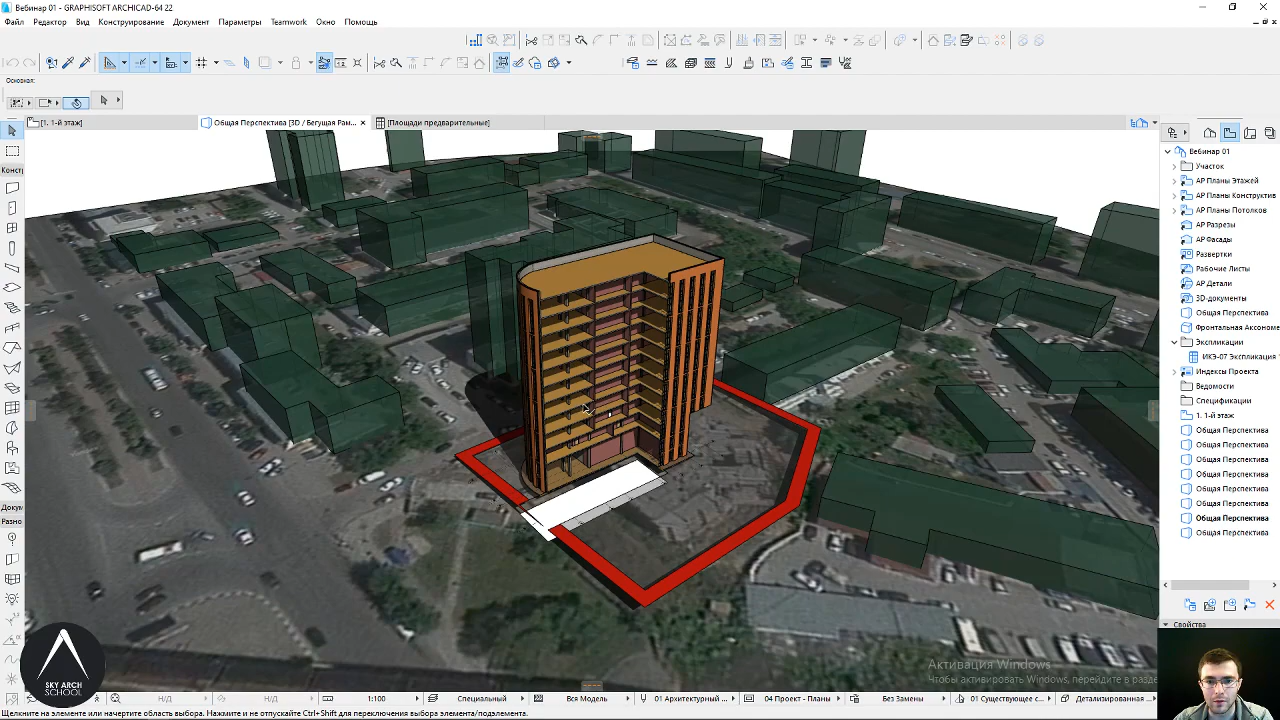 Вебинар 01 - GRAPHISOFT ARCHICAD-64 22
Файл Редактор Вид Конструирование Документ Параметры Teamwork Окно Помощь
Основная:
[1. 1-й этаж]
Общая Перспектива [3D / Бегущая Рам...
[Площади предварительные]
Констр
Докум
Разно
Вебинар 01
Участок
АР Планы Этажей
АР Планы Конструктив
АР Планы Потолков
АР Разрезы
АР Фасады
Развертки
Рабочие Листы
АР Детали
3D-документы
Общая Перспектива
Фронтальная Аксономе
Экспликации
ИКЭ-07 Экспликация
Индексы Проекта
Ведомости
Спецификации
1. 1-й этаж
Общая Перспектива
Общая Перспектива
Общая Перспектива
Общая Перспектива
Общая Перспектива
Общая Перспектива
Общая Перспектива
Общая Перспектива
Свойства
SKY ARCH
SCHOOL
Активация Windows
Чтобы активировать Windows, перейдите в разде
Н/Д Н/Д 1:100 Специальный Вся Модель 01 Архитектурный ... 04 Проект - Планы Без Замены 01 Существующее с... Детализированная ...
Щелкните на элементе или начертите область выбора. Нажмите и не отпускайте Ctrl+Shift для переключения выбора элемента/подэлемента.